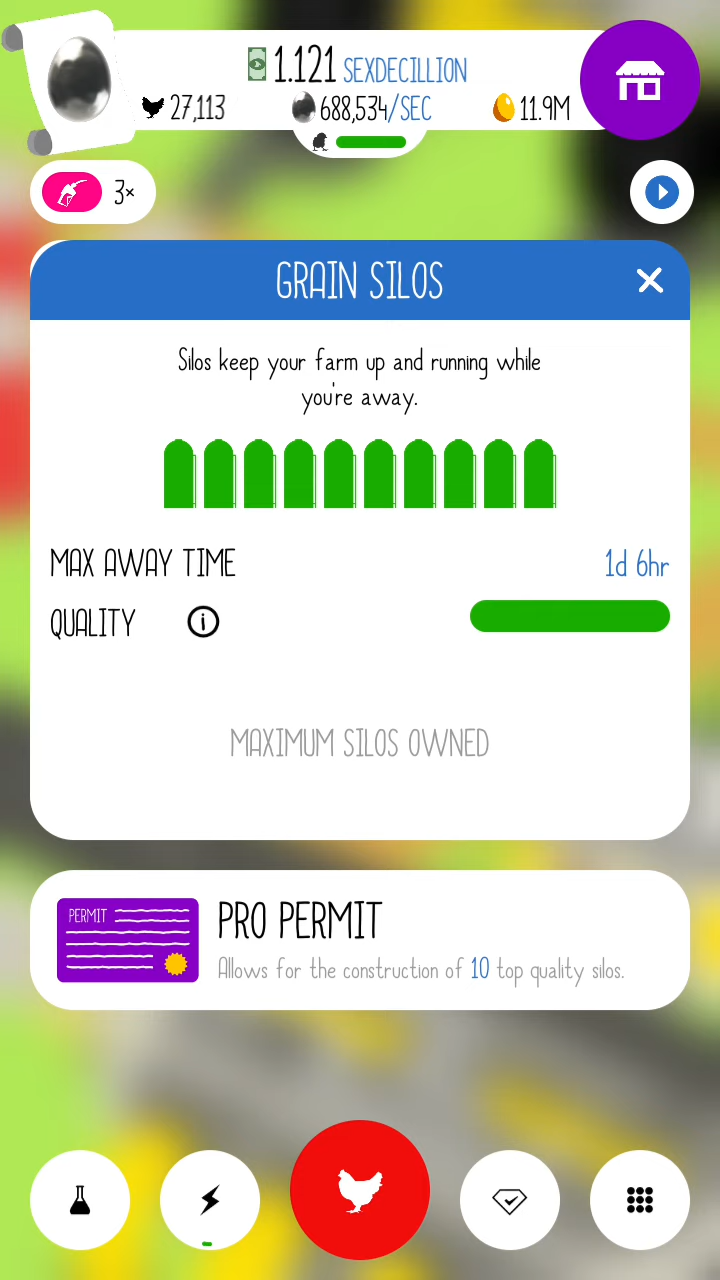 1.121 SEXDECILLION
27,113 688,534/SEC 11.9M
3×
GRAIN SILOS
Silos keep your farm up and running while
you're away.
MAX AWAY TIME 1d 6hr
QUALITY i
MAXIMUM SILOS OWNED
PERMIT
PRO PERMIT
Allows for the construction of 10 top quality silos.